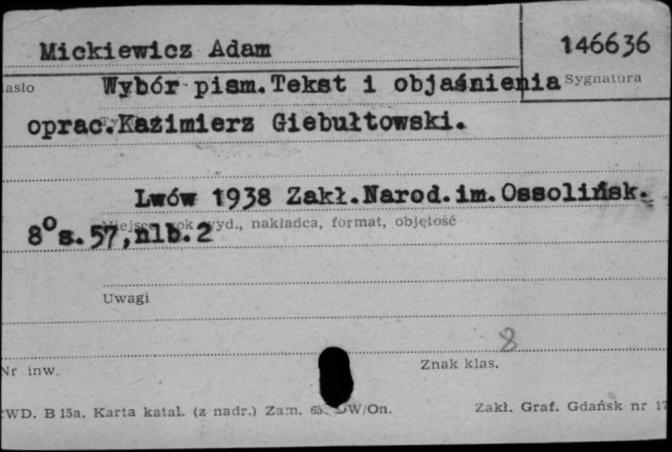 Mickiewicz Adam
146636
asło
Wybór pism.Tekst i objaśnienia
Sygnatura
oprac.Kazimierz Giebułtowski.
Lwów 1938 Zakł.Narod.im.Ossolińsk.
wyd., nakładca, format, objętość
8° s.57,nlb.2
Uwagi
8
Nr inw.
Znak klas.
WD. B 15a. Karta katal. (z nadr.) Zam. DW/On.
Zakł. Graf. Gdańsk nr